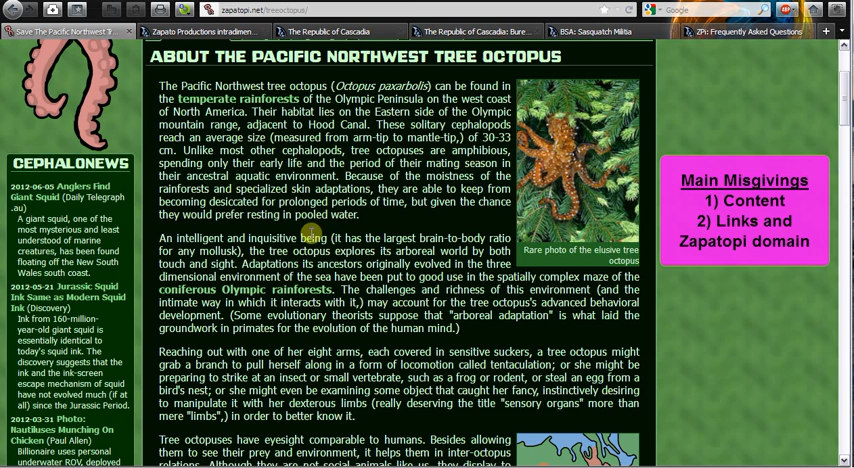 zapatopi.net/treeoctopus/
Google
Save The Pacific Northwest Tr...
Zapato Productions intradimen...
The Republic of Cascadia
The Republic of Cascadia: Bure...
BSA: Sasquatch Militia
ZPi: Frequently Asked Questions
ABOUT THE PACIFIC NORTHWEST TREE OCTOPUS
The Pacific Northwest tree octopus (Octopus paxarbolis) can be found in
the temperate rainforests of the Olympic Peninsula on the west coast
of North America. Their habitat lies on the Eastern side of the Olympic
mountain range, adjacent to Hood Canal. These solitary cephalopods
reach an average size (measured from arm-tip to mantle-tip,) of 30-33
cm. Unlike most other cephalopods, tree octopuses are amphibious,
spending only their early life and the period of their mating season in
their ancestral aquatic environment. Because of the moistness of the
rainforests and specialized skin adaptations, they are able to keep from
becoming desiccated for prolonged periods of time, but given the chance
they would prefer resting in pooled water.
An intelligent and inquisitive being (it has the largest brain-to-body ratio
for any mollusk), the tree octopus explores its arboreal world by both
touch and sight. Adaptations its ancestors originally evolved in the three
dimensional environment of the sea have been put to good use in the spatially complex maze of the
coniferous Olympic rainforests. The challenges and richness of this environment (and the
intimate way in which it interacts with it,) may account for the tree octopus's advanced behavioral
development. (Some evolutionary theorists suppose that "arboreal adaptation" is what laid the
groundwork in primates for the evolution of the human mind.)
Reaching out with one of her eight arms, each covered in sensitive suckers, a tree octopus might
grab a branch to pull herself along in a form of locomotion called tentaculation; or she might be
preparing to strike at an insect or small vertebrate, such as a frog or rodent, or steal an egg from a
bird's nest; or she might even be examining some object that caught her fancy, instinctively desiring
to manipulate it with her dexterous limbs (really deserving the title "sensory organs" more than
mere "limbs",) in order to better know it.
Tree octopuses have eyesight comparable to humans. Besides allowing
them to see their prey and environment, it helps them in inter-octopus
relations. Although they are not social animals like us, they display to
Rare photo of the elusive tree
octopus
CEPHALONEWS
2012-06-05 Anglers Find
Giant Squid (Daily Telegraph
.au)
A giant squid, one of the
most mysterious and least
understood of marine
creatures, has been found
floating off the New South
Wales south coast.
2012-05-21 Jurassic Squid
Ink Same as Modern Squid
Ink (Discovery)
Ink from 160-million-
year-old giant squid is
essentially identical to
today's squid ink. The
discovery suggests that the
ink and the ink-screen
escape mechanism of squid
have not evolved much (if at
all) since the Jurassic Period.
2012-03-31 Photo:
Nautiluses Munching On
Chicken (Paul Allen)
Billionaire uses personal
underwater ROV, deployed
Main Misgivings
1) Content
2) Links and
Zapatopi domain